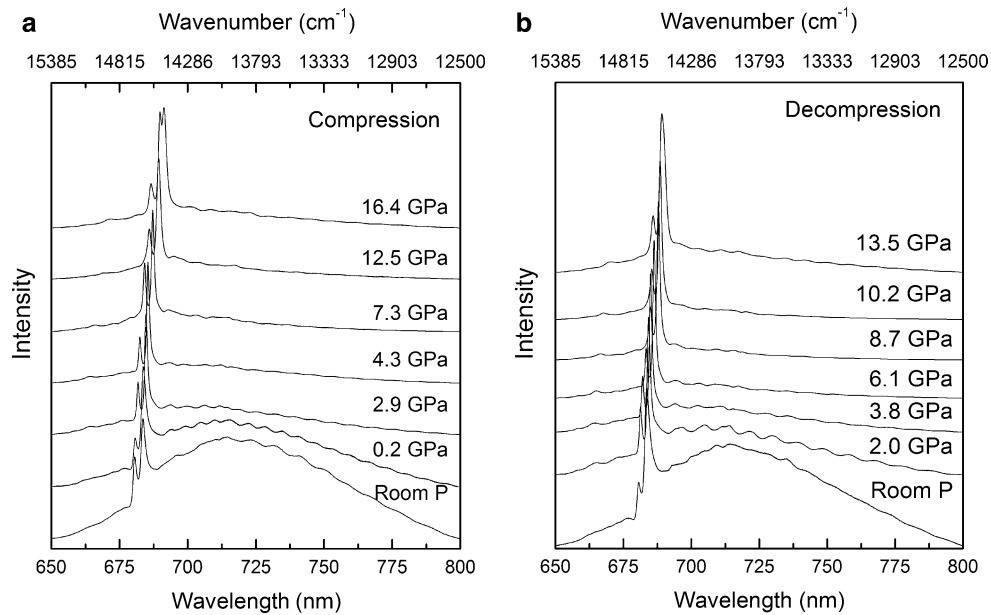 a
Wavenumber (cm⁻¹)
15385 14815 14286 13793 13333 12903 12500
Compression
16.4 GPa
12.5 GPa
7.3 GPa
4.3 GPa
2.9 GPa
0.2 GPa
Room P
Intensity
650 675 700 725 750 775 800
Wavelength (nm)
b
Wavenumber (cm⁻¹)
15385 14815 14286 13793 13333 12903 12500
Decompression
13.5 GPa
10.2 GPa
8.7 GPa
6.1 GPa
3.8 GPa
2.0 GPa
Room P
Intensity
650 675 700 725 750 775 800
Wavelength (nm)